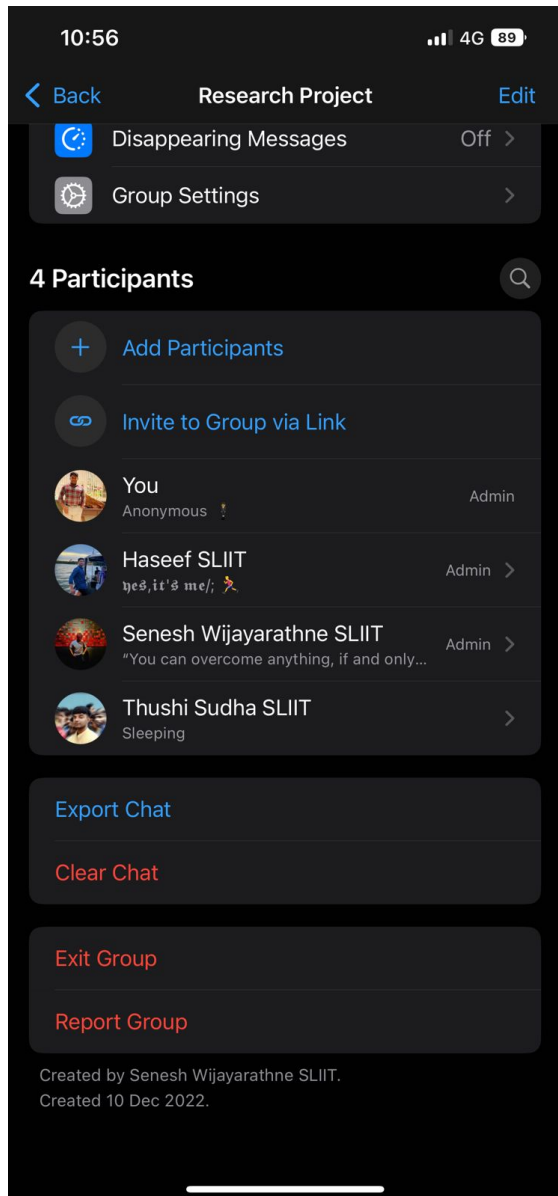 10:56 4G 89
Back Research Project Edit
Disappearing Messages Off
Group Settings
4 Participants
Add Participants
Invite to Group via Link
You
Anonymous
Admin
Haseef SLIIT
𝖞𝖊𝖘,𝖎𝖙'𝖘 𝖒𝖊/;
Admin
Senesh Wijayarathne SLIIT
"You can overcome anything, if and only...
Admin
Thushi Sudha SLIIT
Sleeping
Export Chat
Clear Chat
Exit Group
Report Group
Created by Senesh Wijayarathne SLIIT.
Created 10 Dec 2022.